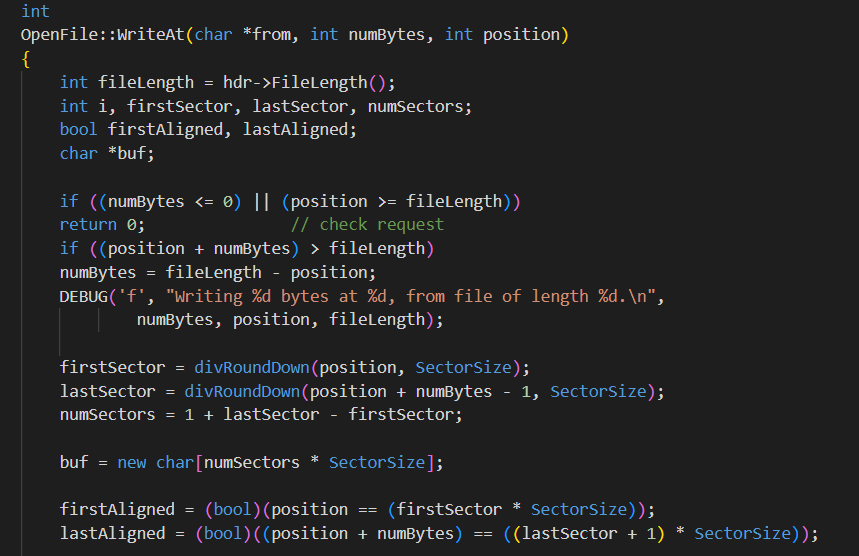 int
OpenFile::WriteAt(char *from, int numBytes, int position)
{
    int fileLength = hdr->FileLength();
    int i, firstSector, lastSector, numSectors;
    bool firstAligned, lastAligned;
    char *buf;

    if ((numBytes <= 0) || (position >= fileLength))
    return 0;               // check request
    if ((position + numBytes) > fileLength)
    numBytes = fileLength - position;
    DEBUG('f', "Writing %d bytes at %d, from file of length %d.\n",
            numBytes, position, fileLength);

    firstSector = divRoundDown(position, SectorSize);
    lastSector = divRoundDown(position + numBytes - 1, SectorSize);
    numSectors = 1 + lastSector - firstSector;

    buf = new char[numSectors * SectorSize];

    firstAligned = (bool)(position == (firstSector * SectorSize));
    lastAligned = (bool)((position + numBytes) == ((lastSector + 1) * SectorSize));